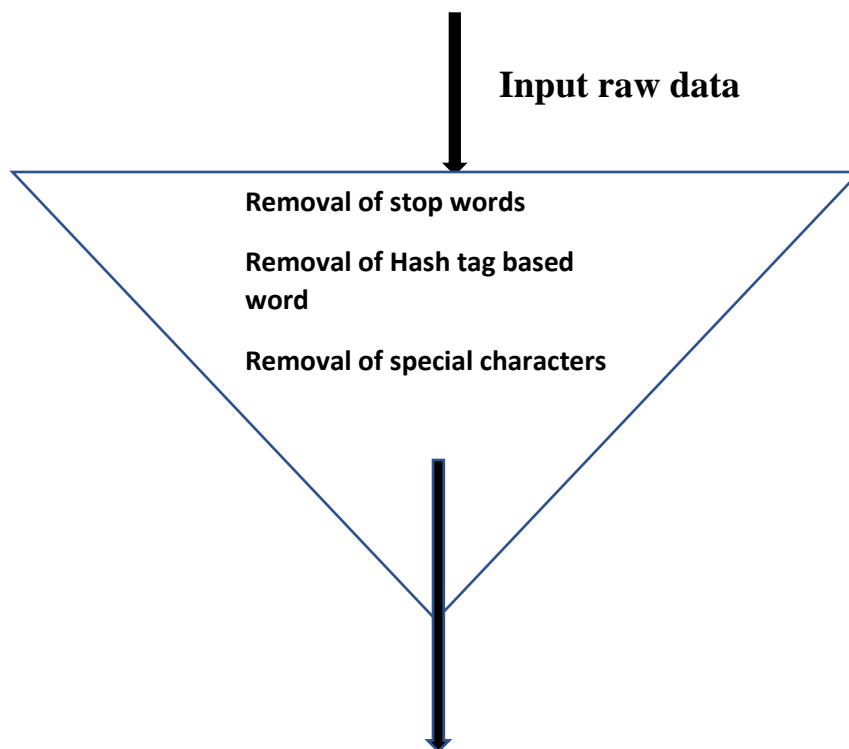 Input raw data
Removal of stop words
Removal of Hash tag based
word
Removal of special characters